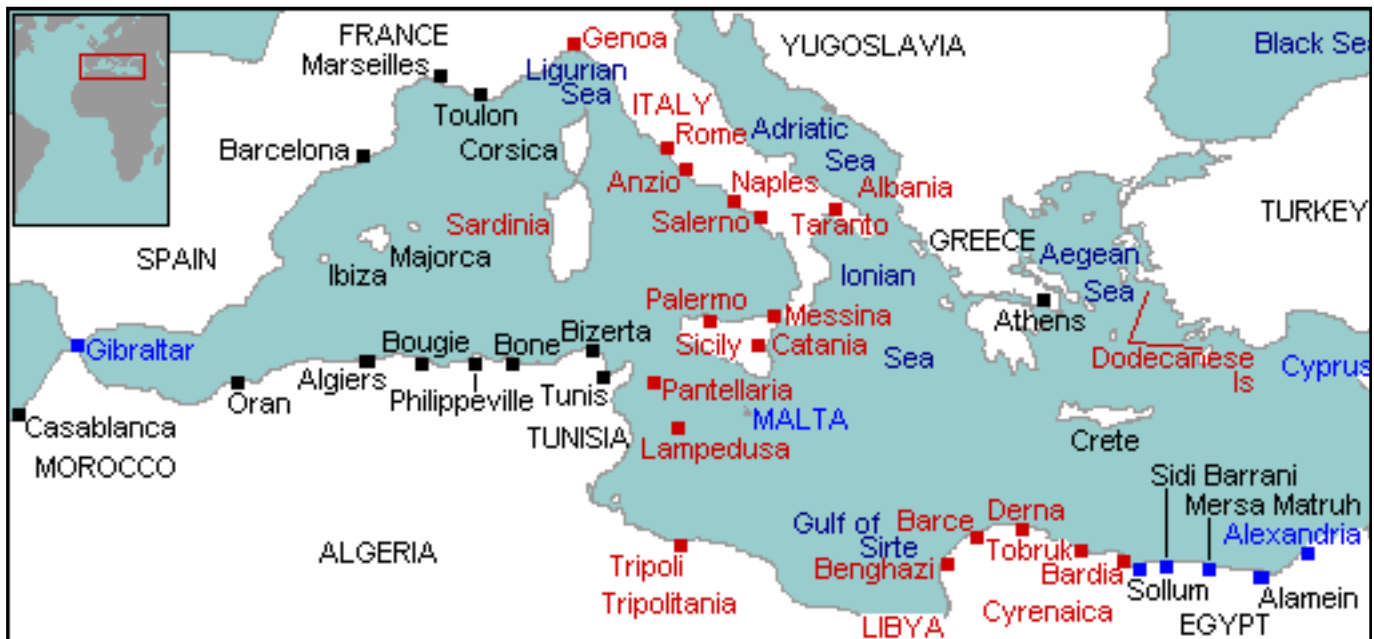 FRANCE
Marseilles
Toulon
Genoa
Ligurian
Sea
YUGOSLAVIA
Black Se
Barcelona
Corsica
ITALY
Rome
Adriatic
Sea
Anzio
Naples
Albania
Sardinia
Salerno
Taranto
TURKEY
SPAIN
Majorca
Ibiza
GREECE
Aegean
Sea
Ionian
Sea
Palermo
Messina
Athens
Sicily
Catania
Dodecanese
Is
Cyprus
Gibraltar
Bougie
Bone
Bizerta
Algiers
Oran
Philippeville
Tunis
Pantellaria
Casablanca
TUNISIA
MALTA
MOROCCO
Lampedusa
Crete
Sidi Barrani
Mersa Matruh
Alexandria
ALGERIA
Gulf of
Sirte
Barce
Derna
Tobruk
Tripoli
Benghazi
Bardia
Sollum
Alamein
Tripolitania
Cyrenaica
LIBYA
EGYPT